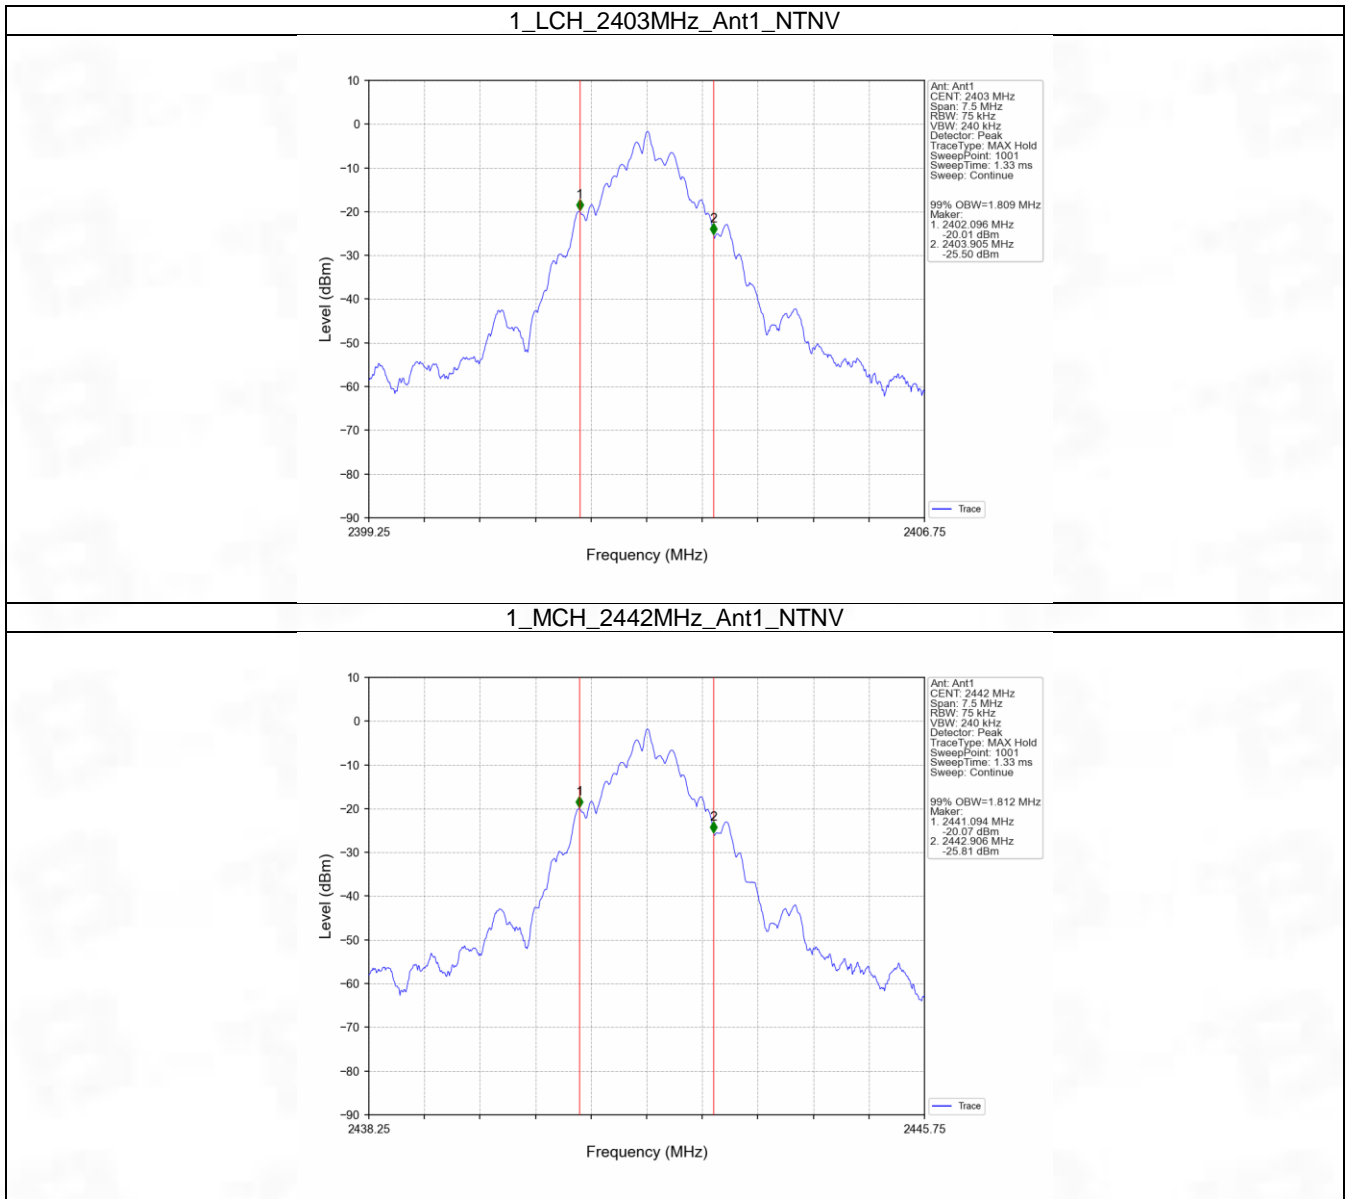 1_LCH_2403MHz_Ant1_NTNV
10
0
−10
−20
−30
−40
−50
−60
−70
−80
−90
Level (dBm)
1
2
2399.25
2406.75
Frequency (MHz)
Ant: Ant1
CENT: 2403 MHz
Span: 7.5 MHz
RBW: 75 kHz
VBW: 240 kHz
Detector: Peak
TraceType: MAX Hold
SweepPoint: 1001
SweepTime: 1.33 ms
Sweep: Continue
99% OBW=1.809 MHz
Maker:
1. 2402.096 MHz
-20.01 dBm
2. 2403.905 MHz
-25.50 dBm
Trace
1_MCH_2442MHz_Ant1_NTNV
10
0
−10
−20
−30
−40
−50
−60
−70
−80
−90
Level (dBm)
1
2
2438.25
2445.75
Frequency (MHz)
Ant: Ant1
CENT: 2442 MHz
Span: 7.5 MHz
RBW: 75 kHz
VBW: 240 kHz
Detector: Peak
TraceType: MAX Hold
SweepPoint: 1001
SweepTime: 1.33 ms
Sweep: Continue
99% OBW=1.812 MHz
Maker:
1. 2441.094 MHz
-20.07 dBm
2. 2442.906 MHz
-25.81 dBm
Trace